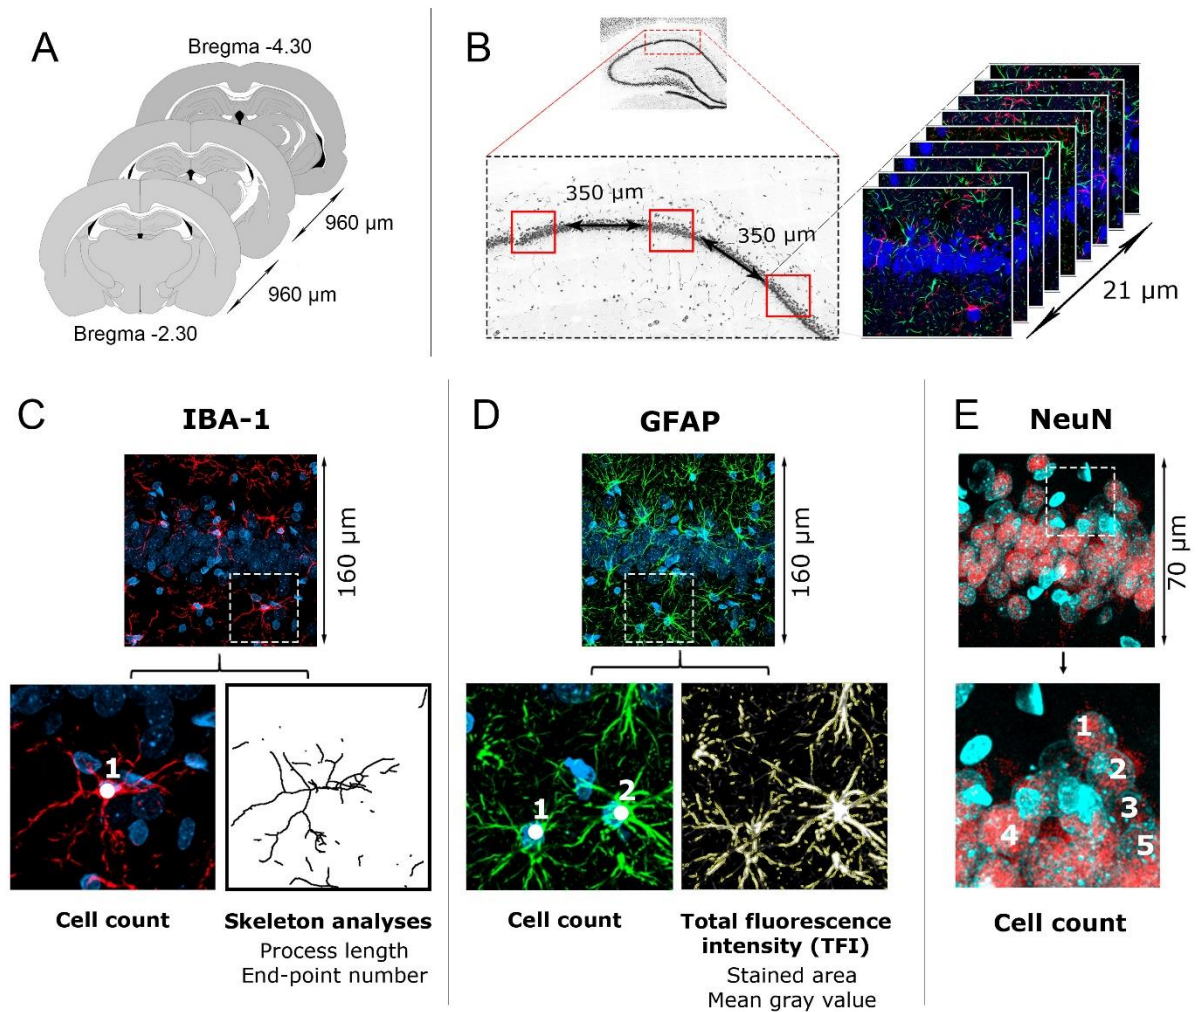 A
Bregma -4.30
960 µm
960 µm
Bregma -2.30
B
350 µm
350 µm
21 µm
C
IBA-1
160 µm
1
Cell count
Skeleton analyses
Process length
End-point number
D
GFAP
160 µm
1
2
Cell count
Total fluorescence
intensity (TFI)
Stained area
Mean gray value
E
NeuN
70 µm
1
2
3
4
5
Cell count